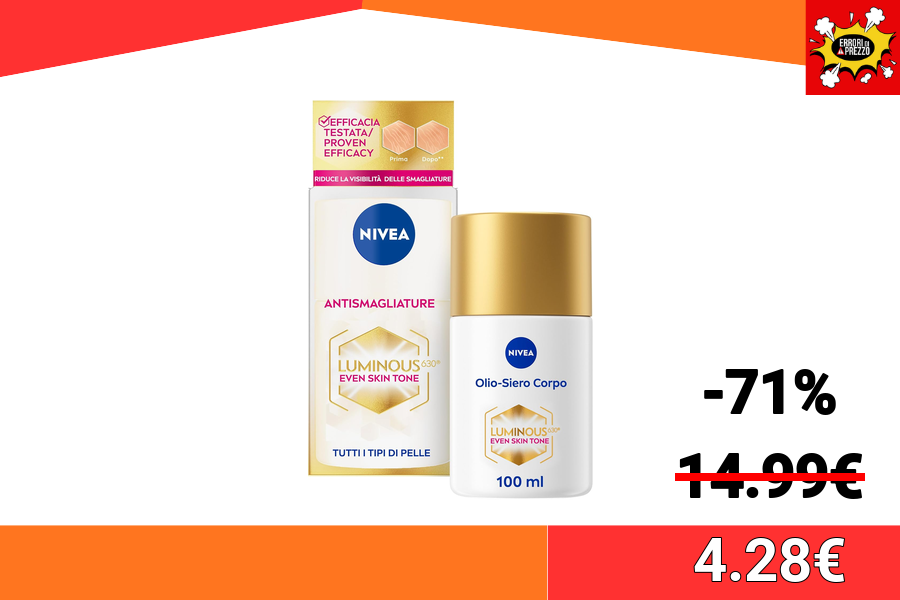 ERRORI DI
PREZZO
EFFICACIA
TESTATA/
PROVEN
EFFICACY
Prima
Dopo**
RIDUCE LA VISIBILITÀ DELLE SMAGLIATURE
NIVEA
ANTISMAGLIATURE
LUMINOUS630®
EVEN SKIN TONE
TUTTI I TIPI DI PELLE
NIVEA
Olio-Siero Corpo
LUMINOUS630®
EVEN SKIN TONE
100 ml
-71%
14.99€
4.28€